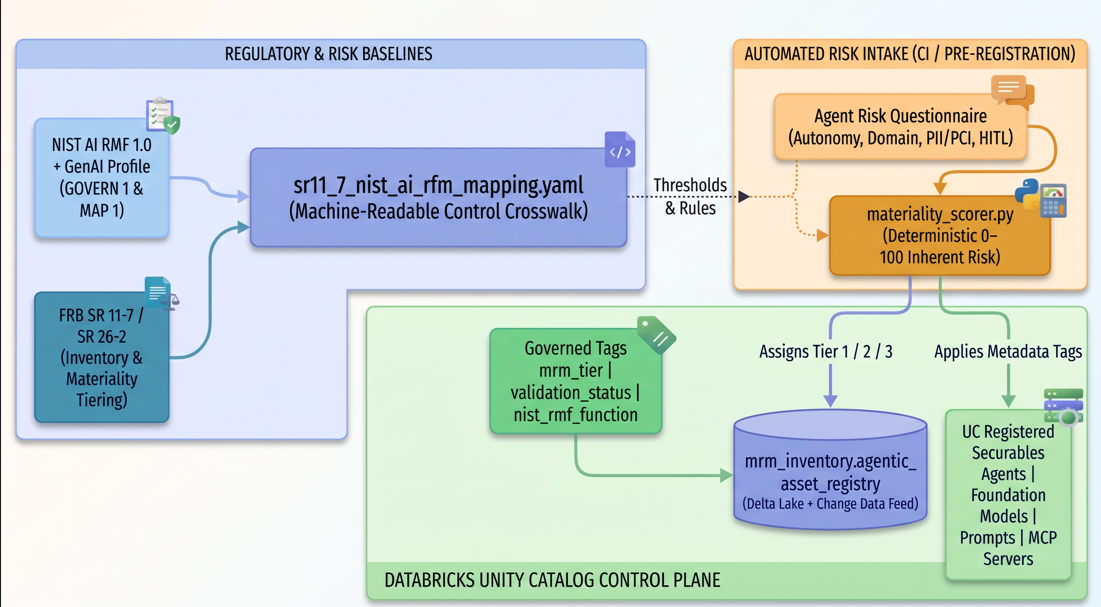 REGULATORY & RISK BASELINES
NIST AI RMF 1.0
+ GenAI Profile
(GOVERN 1 &
MAP 1)
sr11_7_nist_ai_rfm_mapping.yaml
(Machine-Readable Control Crosswalk)
FRB SR 11-7 /
SR 26-2
(Inventory &
Materiality
Tiering)
Thresholds
& Rules
AUTOMATED RISK INTAKE (CI / PRE-REGISTRATION)
Agent Risk Questionnaire
(Autonomy, Domain, PII/PCI, HITL)
materiality_scorer.py
(Deterministic 0–
100 Inherent Risk)
Assigns Tier 1 / 2 / 3
Applies Metadata Tags
Governed Tags
mrm_tier |
validation_status |
nist_rmf_function
mrm_inventory.agentic_
asset_registry
(Delta Lake + Change Data Feed)
UC Registered
Securables
Agents |
Foundation
Models |
Prompts | MCP
Servers
DATABRICKS UNITY CATALOG CONTROL PLANE